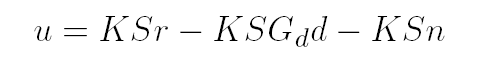 u = KSr − KSG_d d − KSn